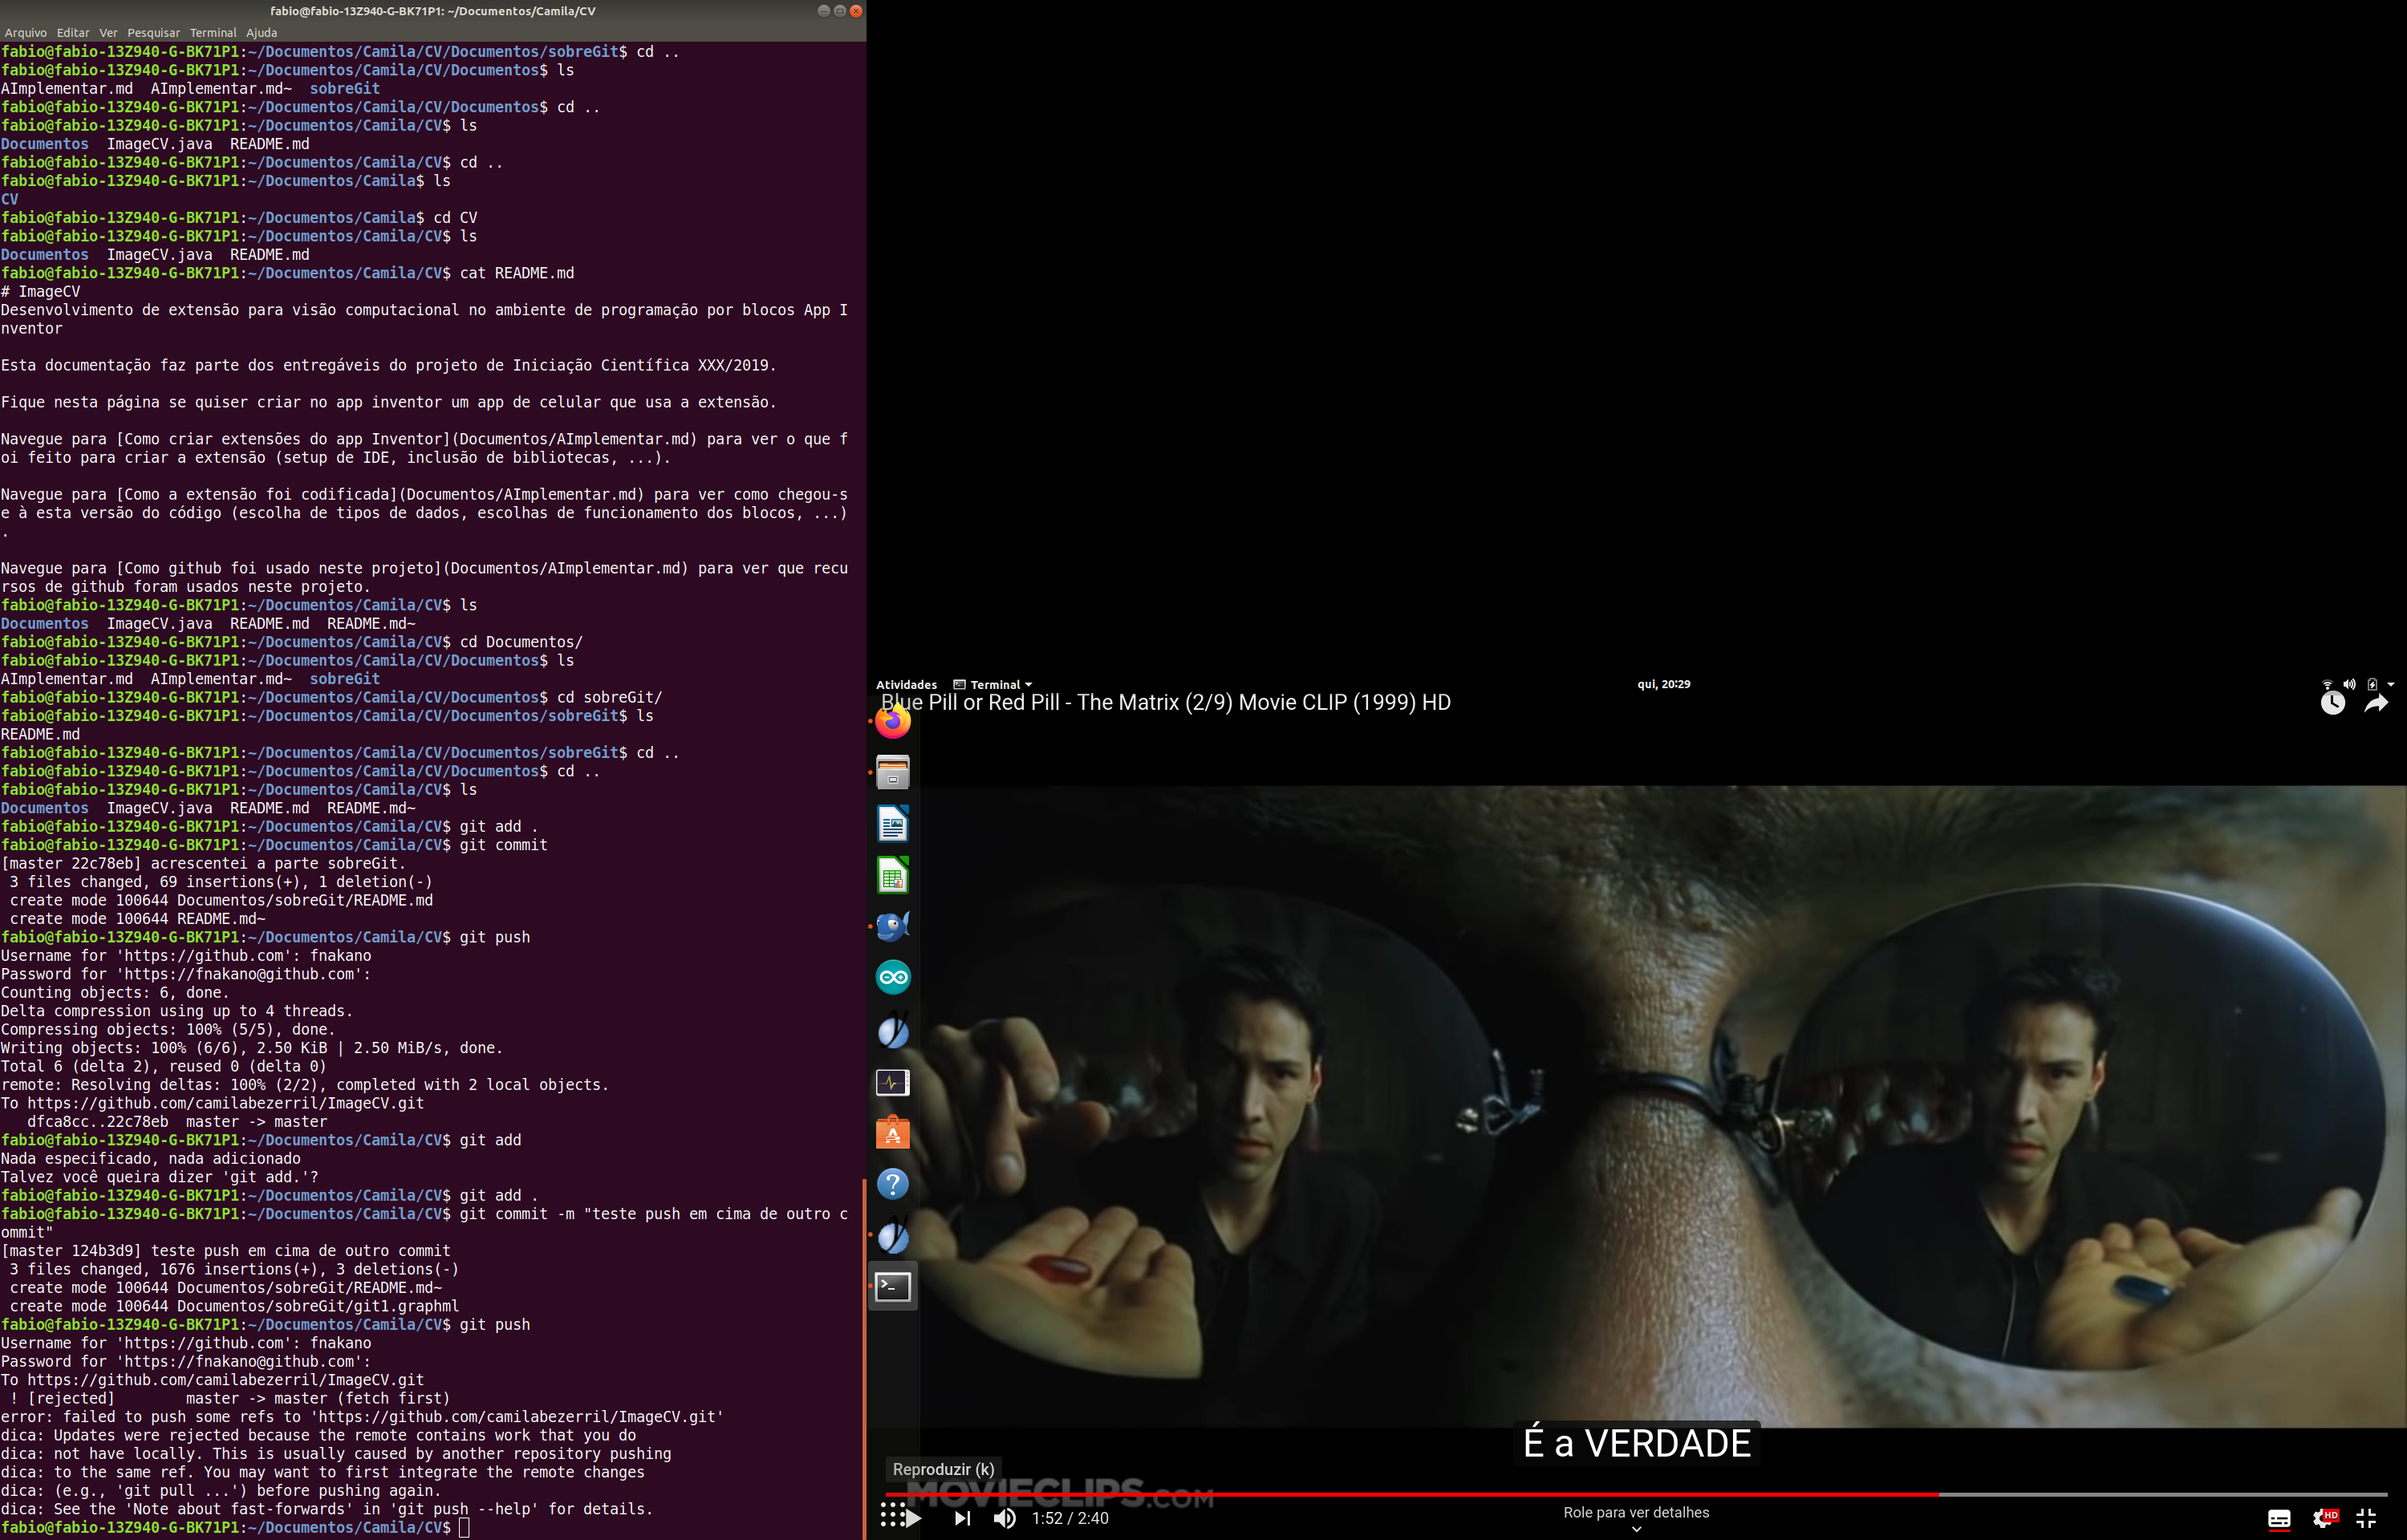 fabio@fabio-13Z940-G-BK71P1: ~/Documentos/Camila/CV
Arquivo Editar Ver Pesquisar Terminal Ajuda
fabio@fabio-13Z940-G-BK71P1:~/Documentos/Camila/CV/Documentos/sobreGit$ cd ..
fabio@fabio-13Z940-G-BK71P1:~/Documentos/Camila/CV/Documentos$ ls
AImplementar.md  AImplementar.md~  sobreGit
fabio@fabio-13Z940-G-BK71P1:~/Documentos/Camila/CV/Documentos$ cd ..
fabio@fabio-13Z940-G-BK71P1:~/Documentos/Camila/CV$ ls
Documentos  ImageCV.java  README.md
fabio@fabio-13Z940-G-BK71P1:~/Documentos/Camila/CV$ cd ..
fabio@fabio-13Z940-G-BK71P1:~/Documentos/Camila$ ls
CV
fabio@fabio-13Z940-G-BK71P1:~/Documentos/Camila$ cd CV
fabio@fabio-13Z940-G-BK71P1:~/Documentos/Camila/CV$ ls
Documentos  ImageCV.java  README.md
fabio@fabio-13Z940-G-BK71P1:~/Documentos/Camila/CV$ cat README.md
# ImageCV
Desenvolvimento de extensão para visão computacional no ambiente de programação por blocos App I
nventor
Esta documentação faz parte dos entregáveis do projeto de Iniciação Científica XXX/2019.
Fique nesta página se quiser criar no app inventor um app de celular que usa a extensão.
Navegue para [Como criar extensões do app Inventor](Documentos/AImplementar.md) para ver o que f
oi feito para criar a extensão (setup de IDE, inclusão de bibliotecas, ...).
Navegue para [Como a extensão foi codificada](Documentos/AImplementar.md) para ver como chegou-s
e à esta versão do código (escolha de tipos de dados, escolhas de funcionamento dos blocos, ...)
.
Navegue para [Como github foi usado neste projeto](Documentos/AImplementar.md) para ver que recu
rsos de github foram usados neste projeto.
fabio@fabio-13Z940-G-BK71P1:~/Documentos/Camila/CV$ ls
Documentos  ImageCV.java  README.md  README.md~
fabio@fabio-13Z940-G-BK71P1:~/Documentos/Camila/CV$ cd Documentos/
fabio@fabio-13Z940-G-BK71P1:~/Documentos/Camila/CV/Documentos$ ls
AImplementar.md  AImplementar.md~  sobreGit
fabio@fabio-13Z940-G-BK71P1:~/Documentos/Camila/CV/Documentos$ cd sobreGit/
fabio@fabio-13Z940-G-BK71P1:~/Documentos/Camila/CV/Documentos/sobreGit$ ls
README.md
fabio@fabio-13Z940-G-BK71P1:~/Documentos/Camila/CV/Documentos/sobreGit$ cd ..
fabio@fabio-13Z940-G-BK71P1:~/Documentos/Camila/CV/Documentos$ cd ..
fabio@fabio-13Z940-G-BK71P1:~/Documentos/Camila/CV$ ls
Documentos  ImageCV.java  README.md  README.md~
fabio@fabio-13Z940-G-BK71P1:~/Documentos/Camila/CV$ git add .
fabio@fabio-13Z940-G-BK71P1:~/Documentos/Camila/CV$ git commit
[master 22c78eb] acrescentei a parte sobreGit.
 3 files changed, 69 insertions(+), 1 deletion(-)
 create mode 100644 Documentos/sobreGit/README.md
 create mode 100644 README.md~
fabio@fabio-13Z940-G-BK71P1:~/Documentos/Camila/CV$ git push
Username for 'https://github.com': fnakano
Password for 'https://fnakano@github.com':
Counting objects: 6, done.
Delta compression using up to 4 threads.
Compressing objects: 100% (5/5), done.
Writing objects: 100% (6/6), 2.50 KiB | 2.50 MiB/s, done.
Total 6 (delta 2), reused 0 (delta 0)
remote: Resolving deltas: 100% (2/2), completed with 2 local objects.
To https://github.com/camilabezerril/ImageCV.git
   dfca8cc..22c78eb  master -> master
fabio@fabio-13Z940-G-BK71P1:~/Documentos/Camila/CV$ git add
Nada especificado, nada adicionado
Talvez você queira dizer 'git add.'?
fabio@fabio-13Z940-G-BK71P1:~/Documentos/Camila/CV$ git add .
fabio@fabio-13Z940-G-BK71P1:~/Documentos/Camila/CV$ git commit -m "teste push em cima de outro c
ommit"
[master 124b3d9] teste push em cima de outro commit
 3 files changed, 1676 insertions(+), 3 deletions(-)
 create mode 100644 Documentos/sobreGit/README.md~
 create mode 100644 Documentos/sobreGit/git1.graphml
fabio@fabio-13Z940-G-BK71P1:~/Documentos/Camila/CV$ git push
Username for 'https://github.com': fnakano
Password for 'https://fnakano@github.com':
To https://github.com/camilabezerril/ImageCV.git
 ! [rejected]        master -> master (fetch first)
error: failed to push some refs to 'https://github.com/camilabezerril/ImageCV.git'
dica: Updates were rejected because the remote contains work that you do
dica: not have locally. This is usually caused by another repository pushing
dica: to the same ref. You may want to first integrate the remote changes
dica: (e.g., 'git pull ...') before pushing again.
dica: See the 'Note about fast-forwards' in 'git push --help' for details.
fabio@fabio-13Z940-G-BK71P1:~/Documentos/Camila/CV$
Atividades Terminal qui, 20:29
Blue Pill or Red Pill - The Matrix (2/9) Movie CLIP (1999) HD
É a VERDADE
Reproduzir (k)
MOVIECLIPS.COM
1:52 / 2:40
Role para ver detalhes
HD